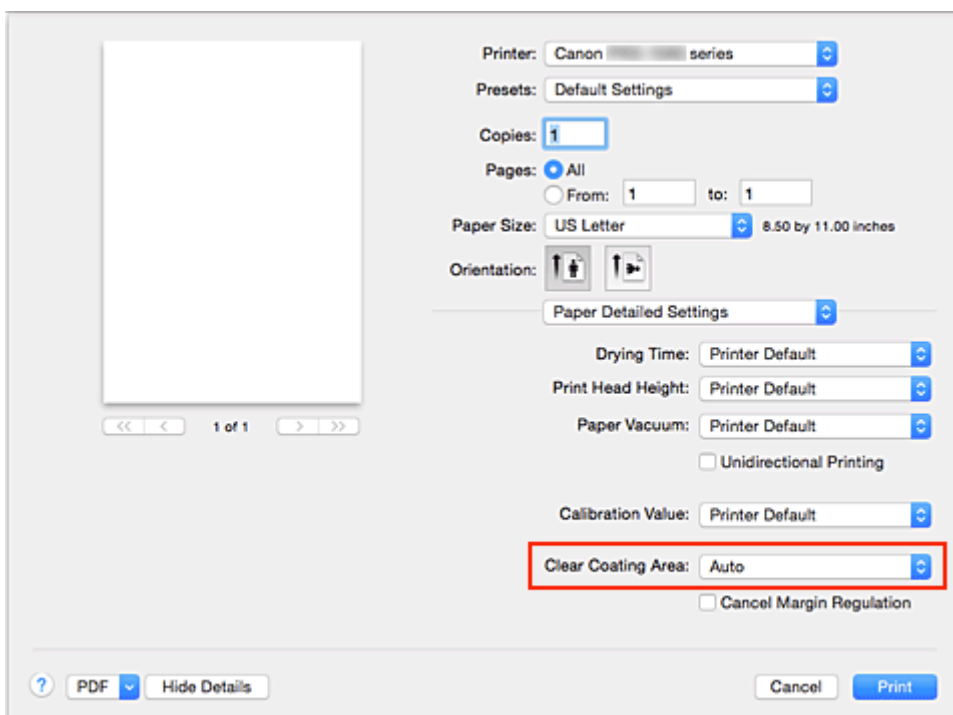 Printer: Canon series
Presets: Default Settings
Copies: 1
Pages: All
From: 1 to: 1
Paper Size: US Letter 8.50 by 11.00 inches
Orientation:
Paper Detailed Settings
Drying Time: Printer Default
Print Head Height: Printer Default
1 of 1
Paper Vacuum: Printer Default
Unidirectional Printing
Calibration Value: Printer Default
Clear Coating Area: Auto
Cancel Margin Regulation
? PDF Hide Details Cancel Print